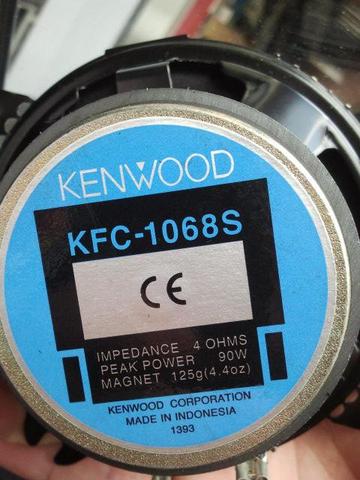 KENWOOD
KFC-1068S
CE
IMPEDANCE 4 OHMS
PEAK POWER 90W
MAGNET 125g(4.4oz)
KENWOOD CORPORATION
MADE IN INDONESIA
1393